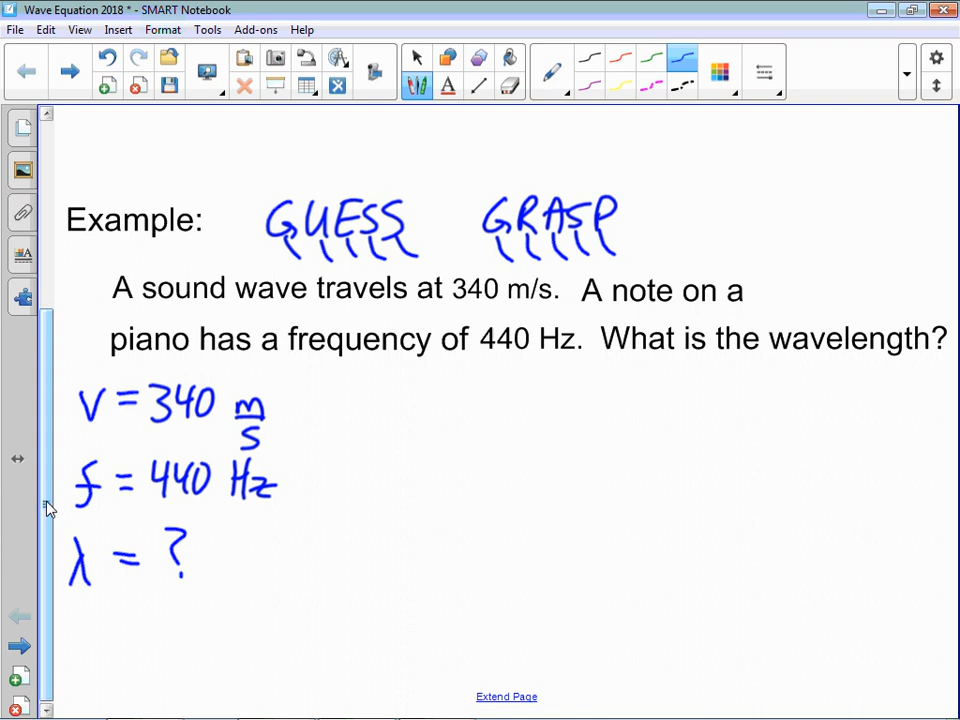 Wave Equation 2018 * - SMART Notebook
File Edit View Insert Format Tools Add-ons Help
Example: GUESS GRASP
A sound wave travels at 340 m/s. A note on a
piano has a frequency of 440 Hz. What is the wavelength?
v = 340 m/s
f = 440 Hz
λ = ?
Extend Page